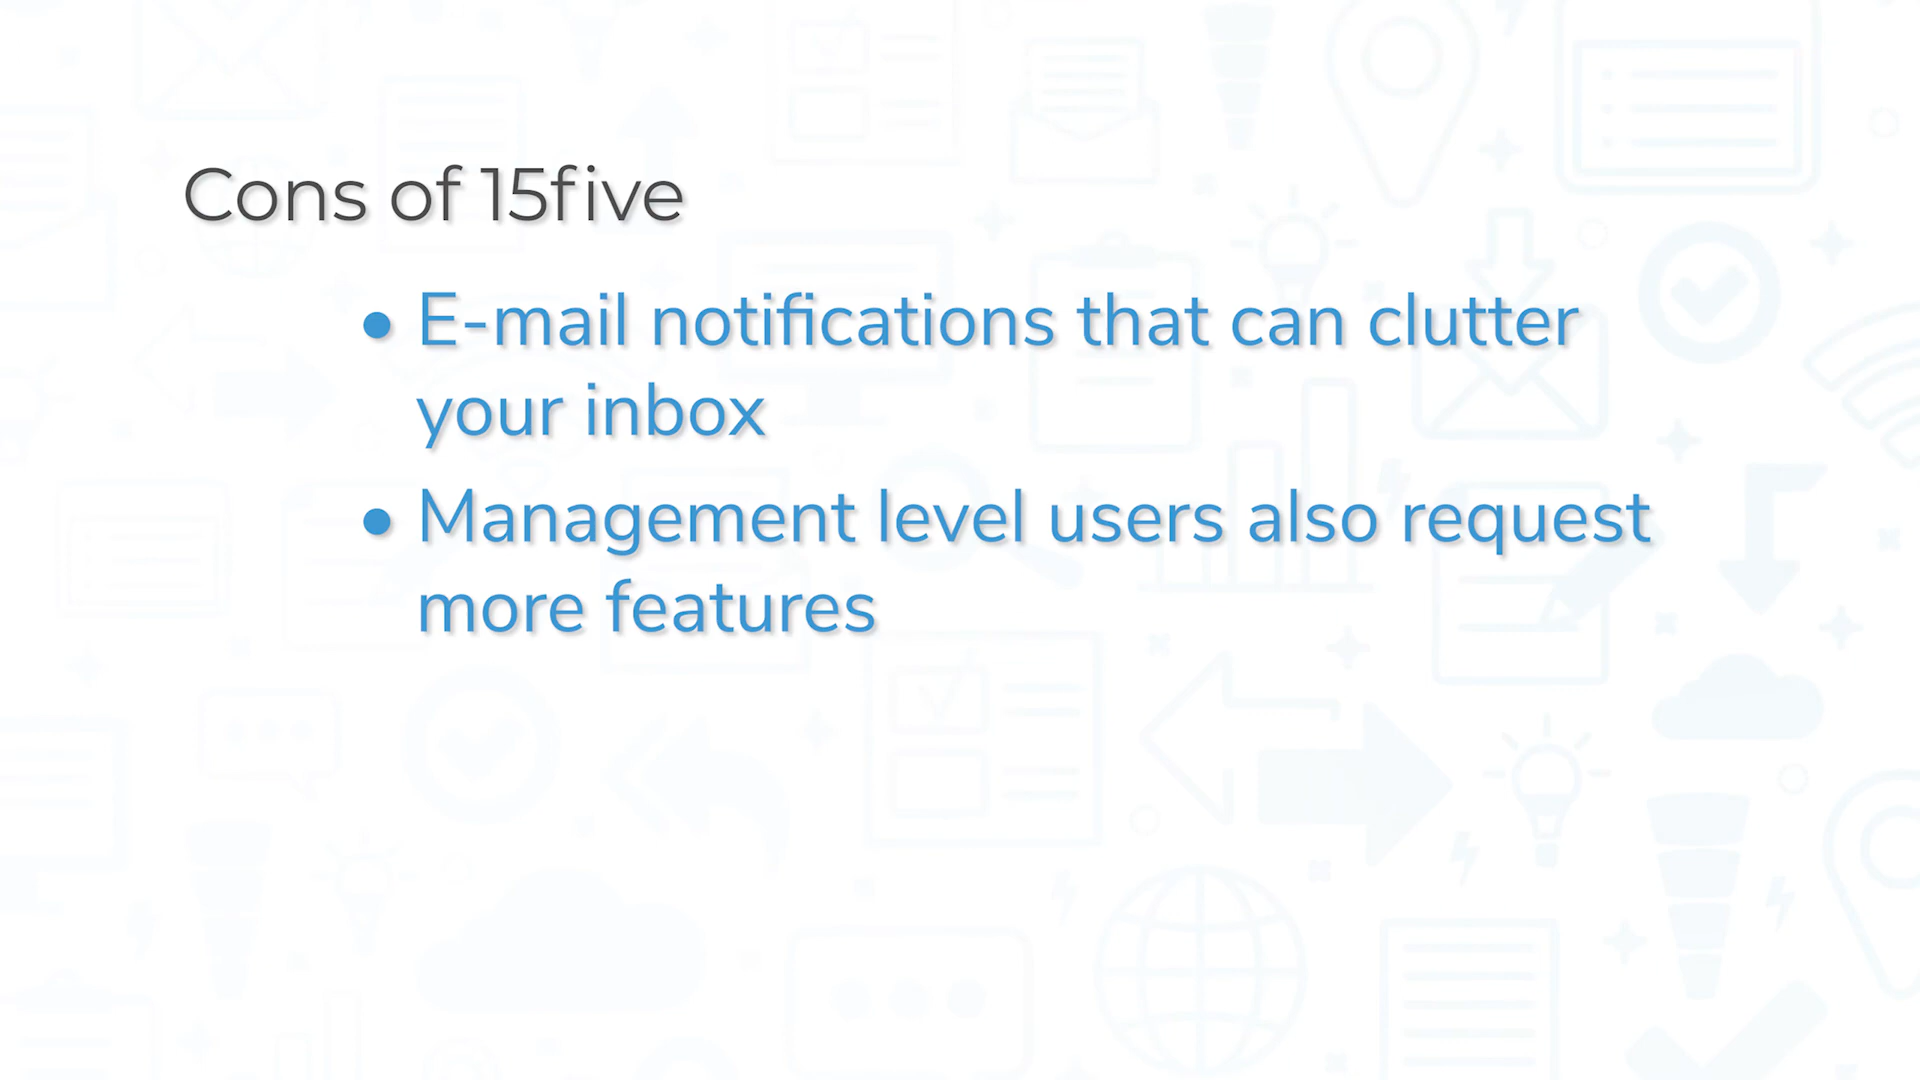 Cons of 15five
• E-mail notifications that can clutter
your inbox
• Management level users also request
more features